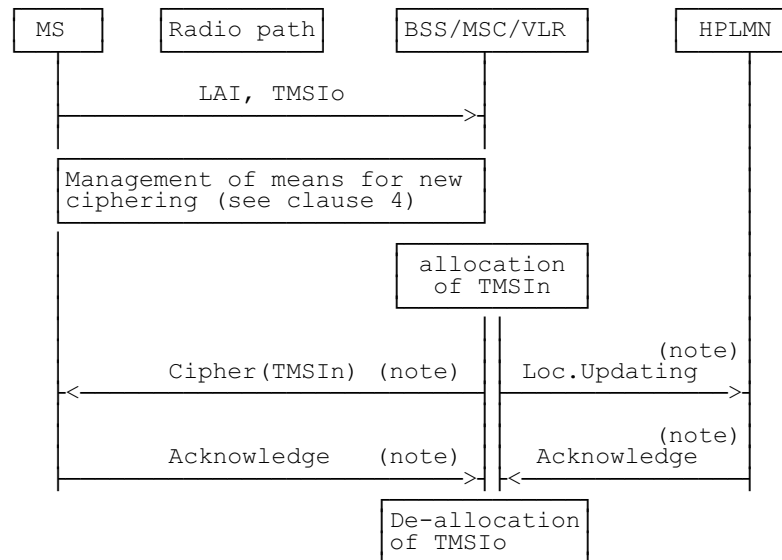 MS Radio path BSS/MSC/VLR HPLMN
LAI, TMSIo
Management of means for new
ciphering (see clause 4)
allocation
of TMSIn
(note)
Cipher(TMSIn) (note) Loc.Updating
(note)
Acknowledge (note) Acknowledge
De-allocation
of TMSIo